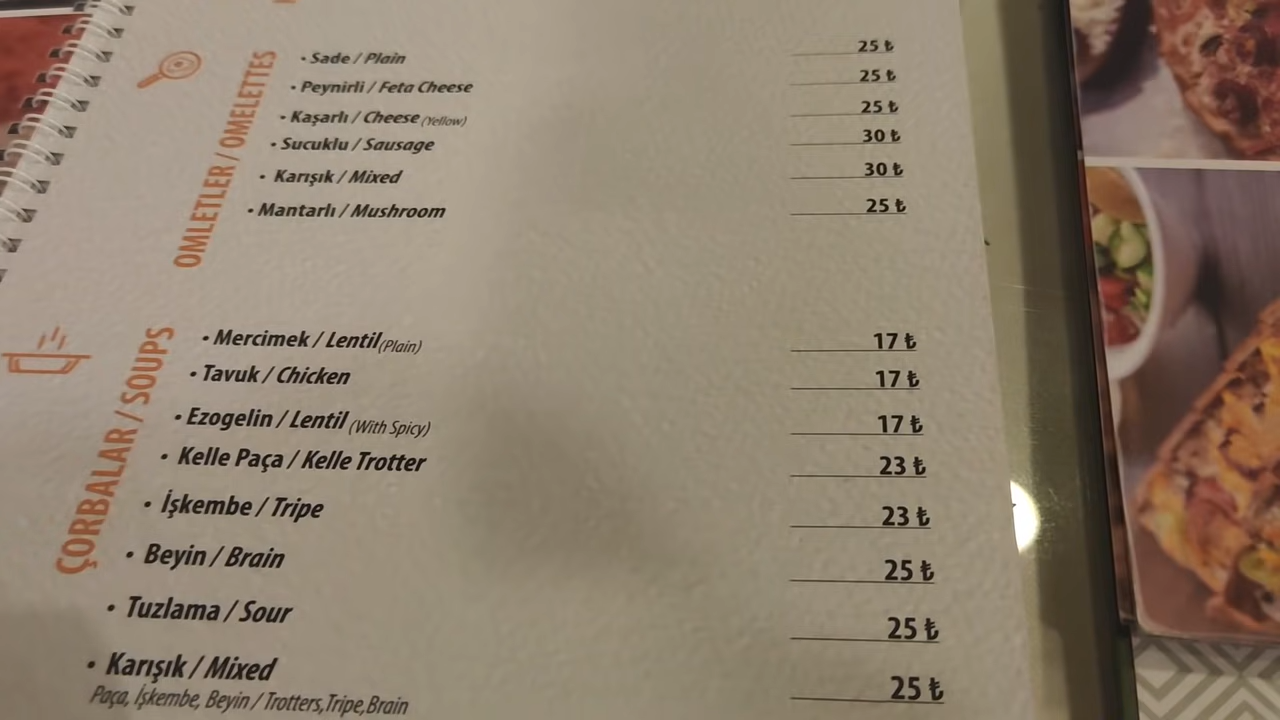 OMLETLER / OMELETTES
• Sade / Plain 25 ₺
• Peynirli / Feta Cheese 25 ₺
• Kaşarlı / Cheese (Yellow) 25 ₺
• Sucuklu / Sausage 30 ₺
• Karışık / Mixed 30 ₺
• Mantarlı / Mushroom 25 ₺
ÇORBALAR / SOUPS
• Mercimek / Lentil (Plain) 17 ₺
• Tavuk / Chicken 17 ₺
• Ezogelin / Lentil (With Spicy) 17 ₺
• Kelle Paça / Kelle Trotter 23 ₺
• İşkembe / Tripe 23 ₺
• Beyin / Brain 25 ₺
• Tuzlama / Sour 25 ₺
• Karışık / Mixed 25 ₺
Paça, İşkembe, Beyin / Trotters,Tripe,Brain